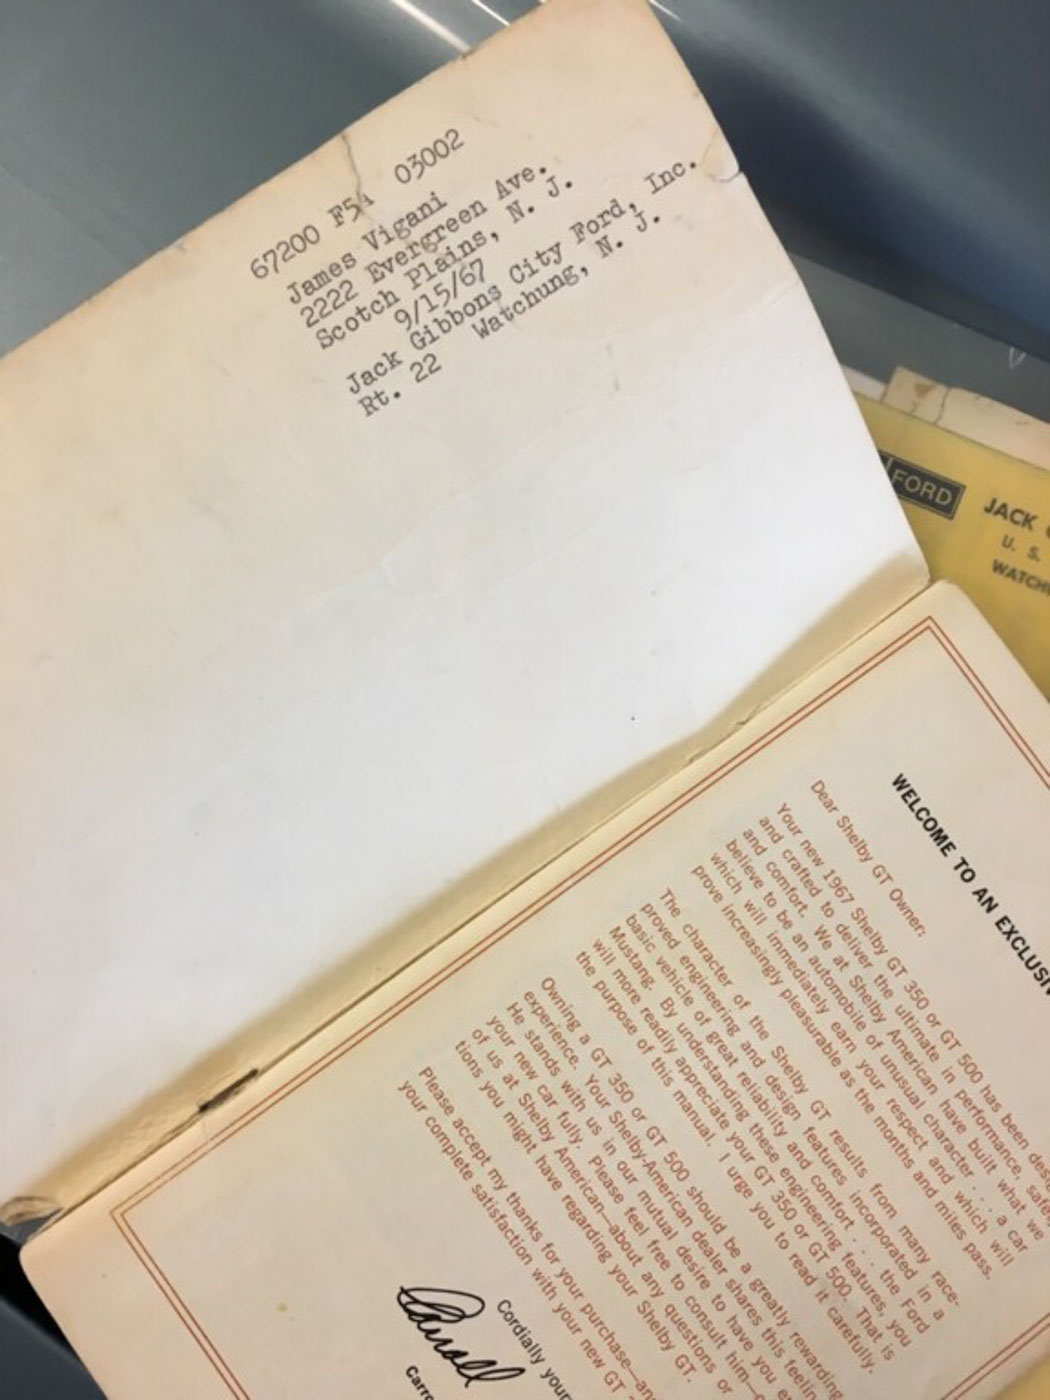 67200 F5A 03002
James Vigani
2222 Evergreen Ave.
Scotch Plains, N. J.
9/15/67
Jack Gibbons City Ford, Inc.
Rt. 22 Watchung, N. J.
FORD
JACK
U. S.
WATCHU
WELCOME TO AN EXCLUSIV
Dear Shelby GT Owner:
Your new 1967 Shelby GT 350 or GT 500 has been desig
and crafted to deliver the ultimate in performance, safet
and comfort. We at Shelby American have built what we
believe to be an automobile of unusual character . . . a car
which will immediately earn your respect and which will
prove increasingly pleasurable as the months and miles pass.
The character of the Shelby GT results from many race-
proved engineering and design features incorporated in a
basic vehicle of great reliability and comfort . . . the Ford
Mustang. By understanding these engineering features, you
will more readily appreciate your GT 350 or GT 500. That is
the purpose of this manual. I urge you to read it carefully.
Owning a GT 350 or GT 500 should be a greatly rewarding
experience. Your Shelby-American dealer shares this feelin
He stands with us in our mutual desire to have you e
your new car fully. Please feel free to consult him—
of us at Shelby American—about any questions or
tions you might have regarding your Shelby GT.
Please accept my thanks for your purchase—and
your complete satisfaction with your new GT
Cordially your
Carroll
Carro